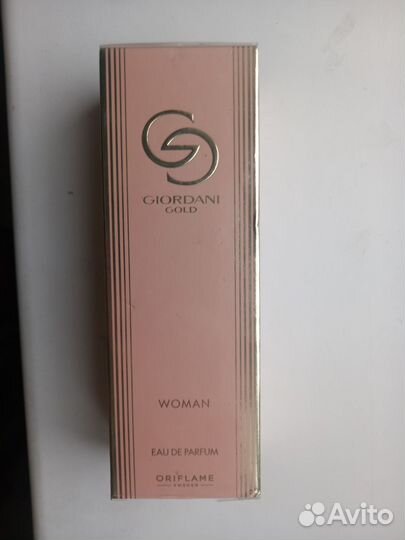 GIORDANI
GOLD
WOMAN
EAU DE PARFUM
ORIFLAME
SWEDEN
Avito